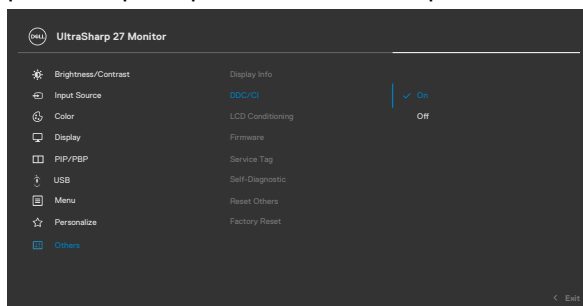 DELL
UltraSharp 27 Monitor
Brightness/Contrast
Input Source
Color
Display
PIP/PBP
USB
Menu
Personalize
Others
Display Info
DDC/CI
LCD Conditioning
Firmware
Service Tag
Self-Diagnostic
Reset Others
Factory Reset
On
Off
Exit